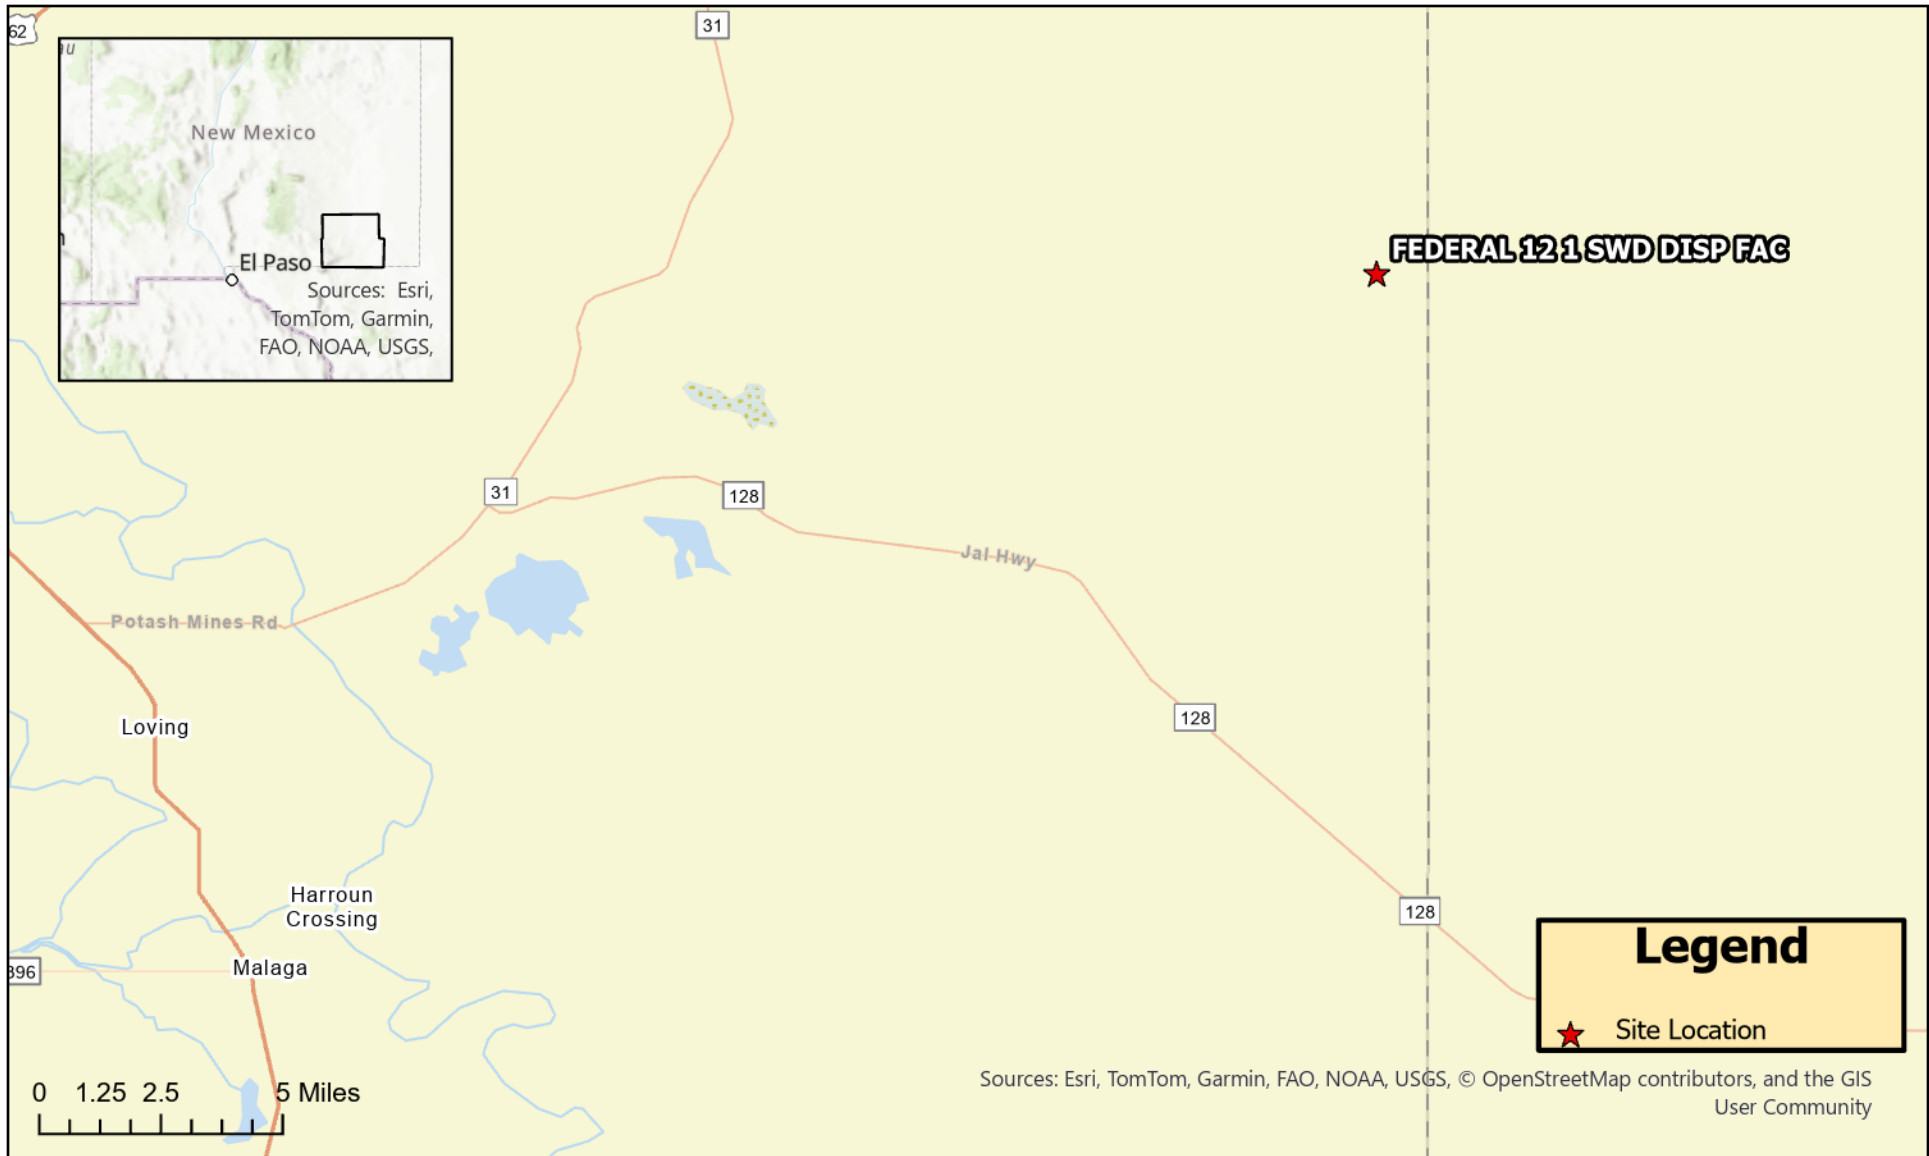 62
31
New Mexico
El Paso
Sources: Esri,
TomTom, Garmin,
FAO, NOAA, USGS,
FEDERAL 12 1 SWD DISP FAC
31
128
Jal Hwy
Potash Mines Rd
128
Loving
Harroun
Crossing
128
Malaga
Legend
Site Location
0 1.25 2.5 5 Miles
Sources: Esri, TomTom, Garmin, FAO, NOAA, USGS, © OpenStreetMap contributors, and the GIS
User Community